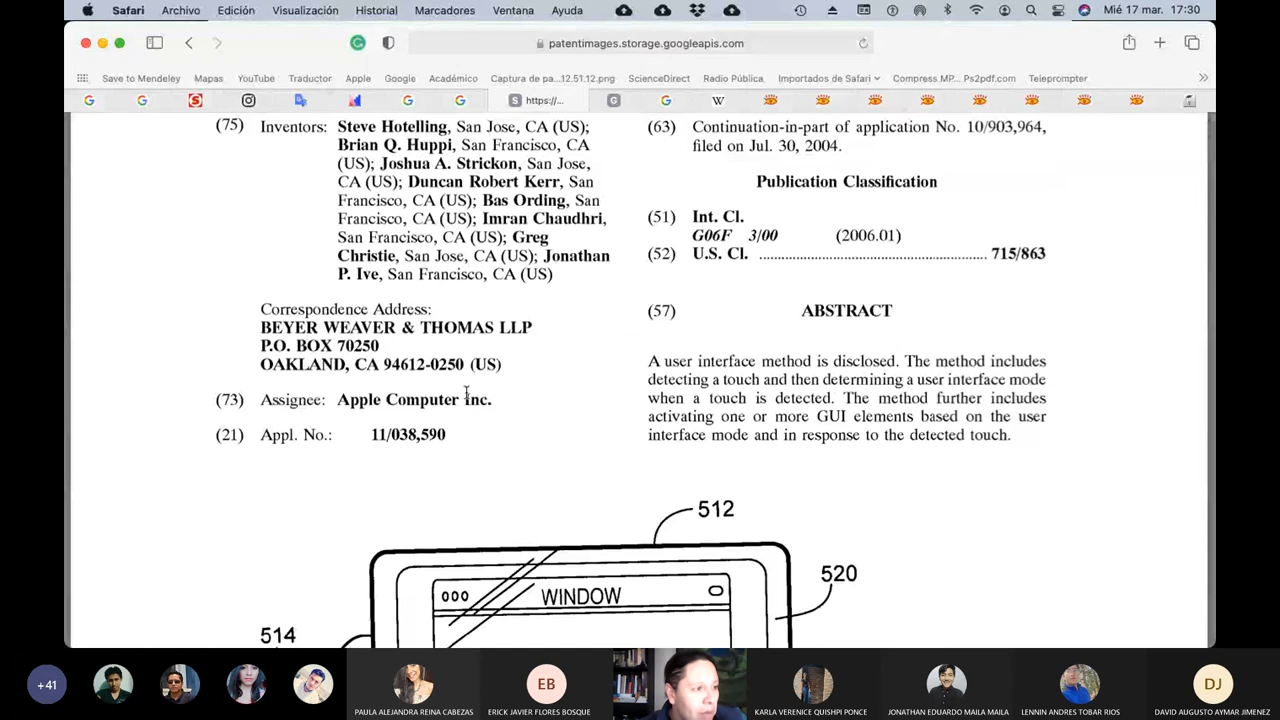 Safari Archivo Edición Visualización Historial Marcadores Ventana Ayuda Mié 17 mar. 17:30
patentimages.storage.googleapis.com
Save to Mendeley Mapas YouTube Traductor Apple Google Académico Captura de pa...12.51.12.png ScienceDirect Radio Pública Importados de Safari Compress.MP... Ps2pdf.com Teleprompter
https://...
(75) Inventors: Steve Hotelling, San Jose, CA (US);
Brian Q. Huppi, San Francisco, CA
(US); Joshua A. Strickon, San Jose,
CA (US); Duncan Robert Kerr, San
Francisco, CA (US); Bas Ording, San
Francisco, CA (US); Imran Chaudhri,
San Francisco, CA (US); Greg
Christie, San Jose, CA (US); Jonathan
P. Ive, San Francisco, CA (US)
Correspondence Address:
BEYER WEAVER & THOMAS LLP
P.O. BOX 70250
OAKLAND, CA 94612-0250 (US)
(73) Assignee: Apple Computer Inc.
(21) Appl. No.: 11/038,590
(63) Continuation-in-part of application No. 10/903,964,
filed on Jul. 30, 2004.
Publication Classification
(51) Int. Cl.
G06F 3/00 (2006.01)
(52) U.S. Cl. .................................................... 715/863
(57) ABSTRACT
A user interface method is disclosed. The method includes
detecting a touch and then determining a user interface mode
when a touch is detected. The method further includes
activating one or more GUI elements based on the user
interface mode and in response to the detected touch.
512
520
WINDOW
514
+41
EB
DJ
PAULA ALEJANDRA REINA CABEZAS
ERICK JAVIER FLORES BOSQUE
KARLA VERENICE QUISHPI PONCE
JONATHAN EDUARDO MAILA MAILA
LENNIN ANDRES TOBAR RIOS
DAVID AUGUSTO AYMAR JIMENEZ